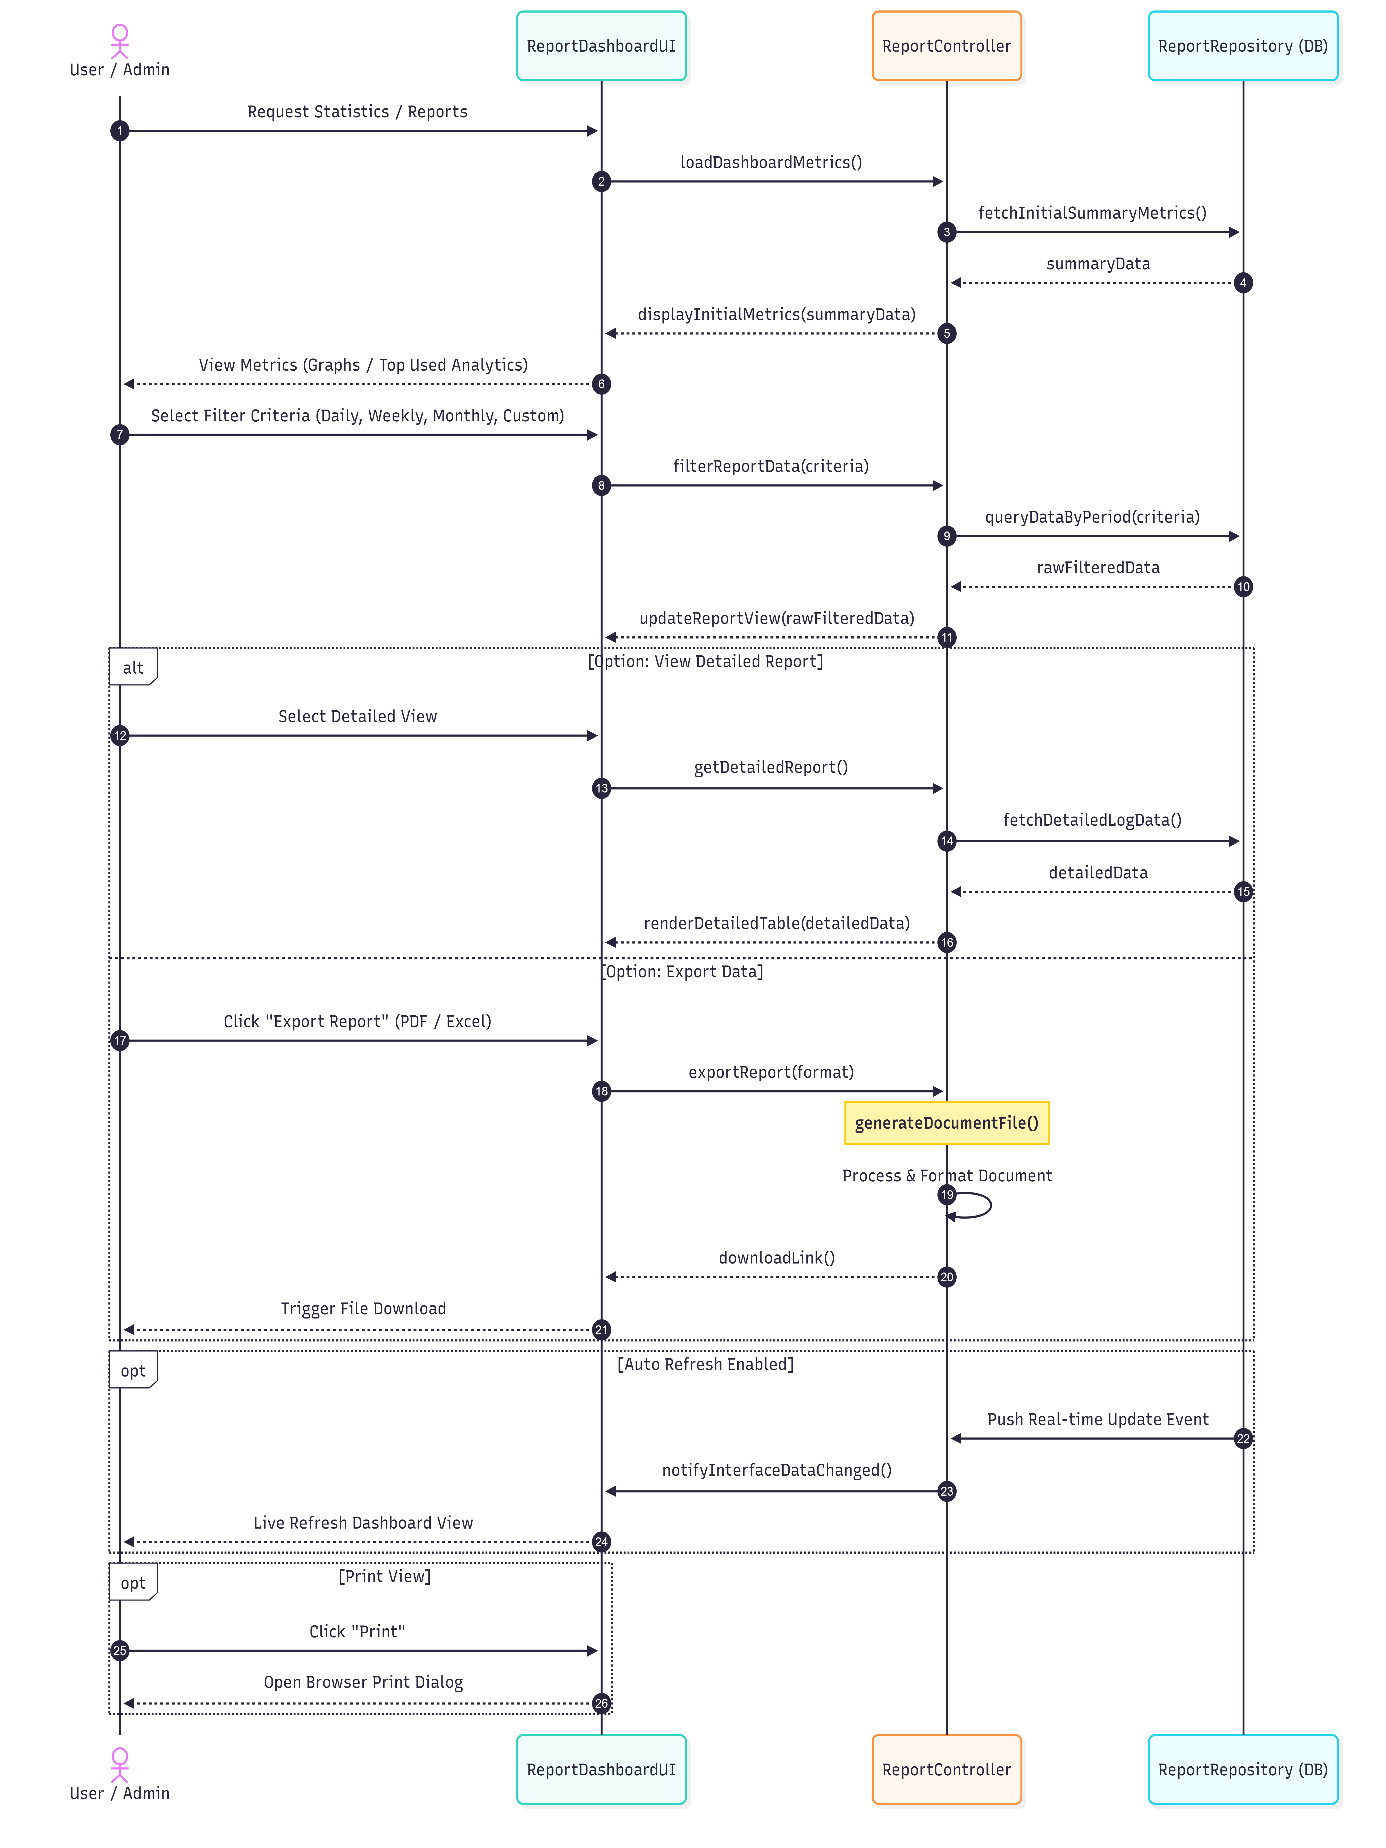 User / Admin
ReportDashboardUI
ReportController
ReportRepository (DB)
Request Statistics / Reports
1
loadDashboardMetrics()
2
fetchInitialSummaryMetrics()
3
summaryData
4
displayInitialMetrics(summaryData)
5
View Metrics (Graphs / Top Used Analytics)
6
Select Filter Criteria (Daily, Weekly, Monthly, Custom)
7
filterReportData(criteria)
8
queryDataByPeriod(criteria)
9
rawFilteredData
10
updateReportView(rawFilteredData)
11
alt
[Option: View Detailed Report]
Select Detailed View
12
getDetailedReport()
13
fetchDetailedLogData()
14
detailedData
15
renderDetailedTable(detailedData)
16
[Option: Export Data]
Click "Export Report" (PDF / Excel)
17
exportReport(format)
18
generateDocumentFile()
Process & Format Document
19
downloadLink()
20
Trigger File Download
21
opt
[Auto Refresh Enabled]
Push Real-time Update Event
22
notifyInterfaceDataChanged()
23
Live Refresh Dashboard View
24
opt
[Print View]
Click "Print"
25
Open Browser Print Dialog
26
User / Admin
ReportDashboardUI
ReportController
ReportRepository (DB)